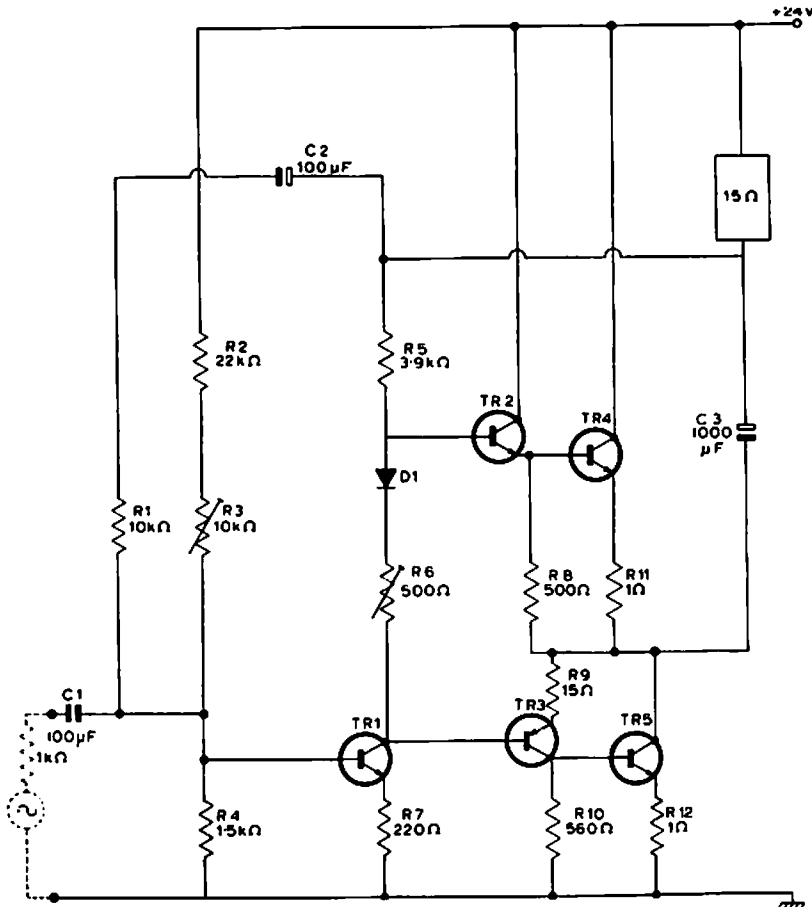 +24V
C2
100µF
15Ω
R2
22kΩ
R5
3·9kΩ
TR2
TR4
C3
1000
µF
D1
R1
10kΩ
R3
10kΩ
R6
500Ω
R8
500Ω
R11
1Ω
C1
100µF
1kΩ
R9
15Ω
TR1
TR3
TR5
R4
1·5kΩ
R7
220Ω
R10
560Ω
R12
1Ω